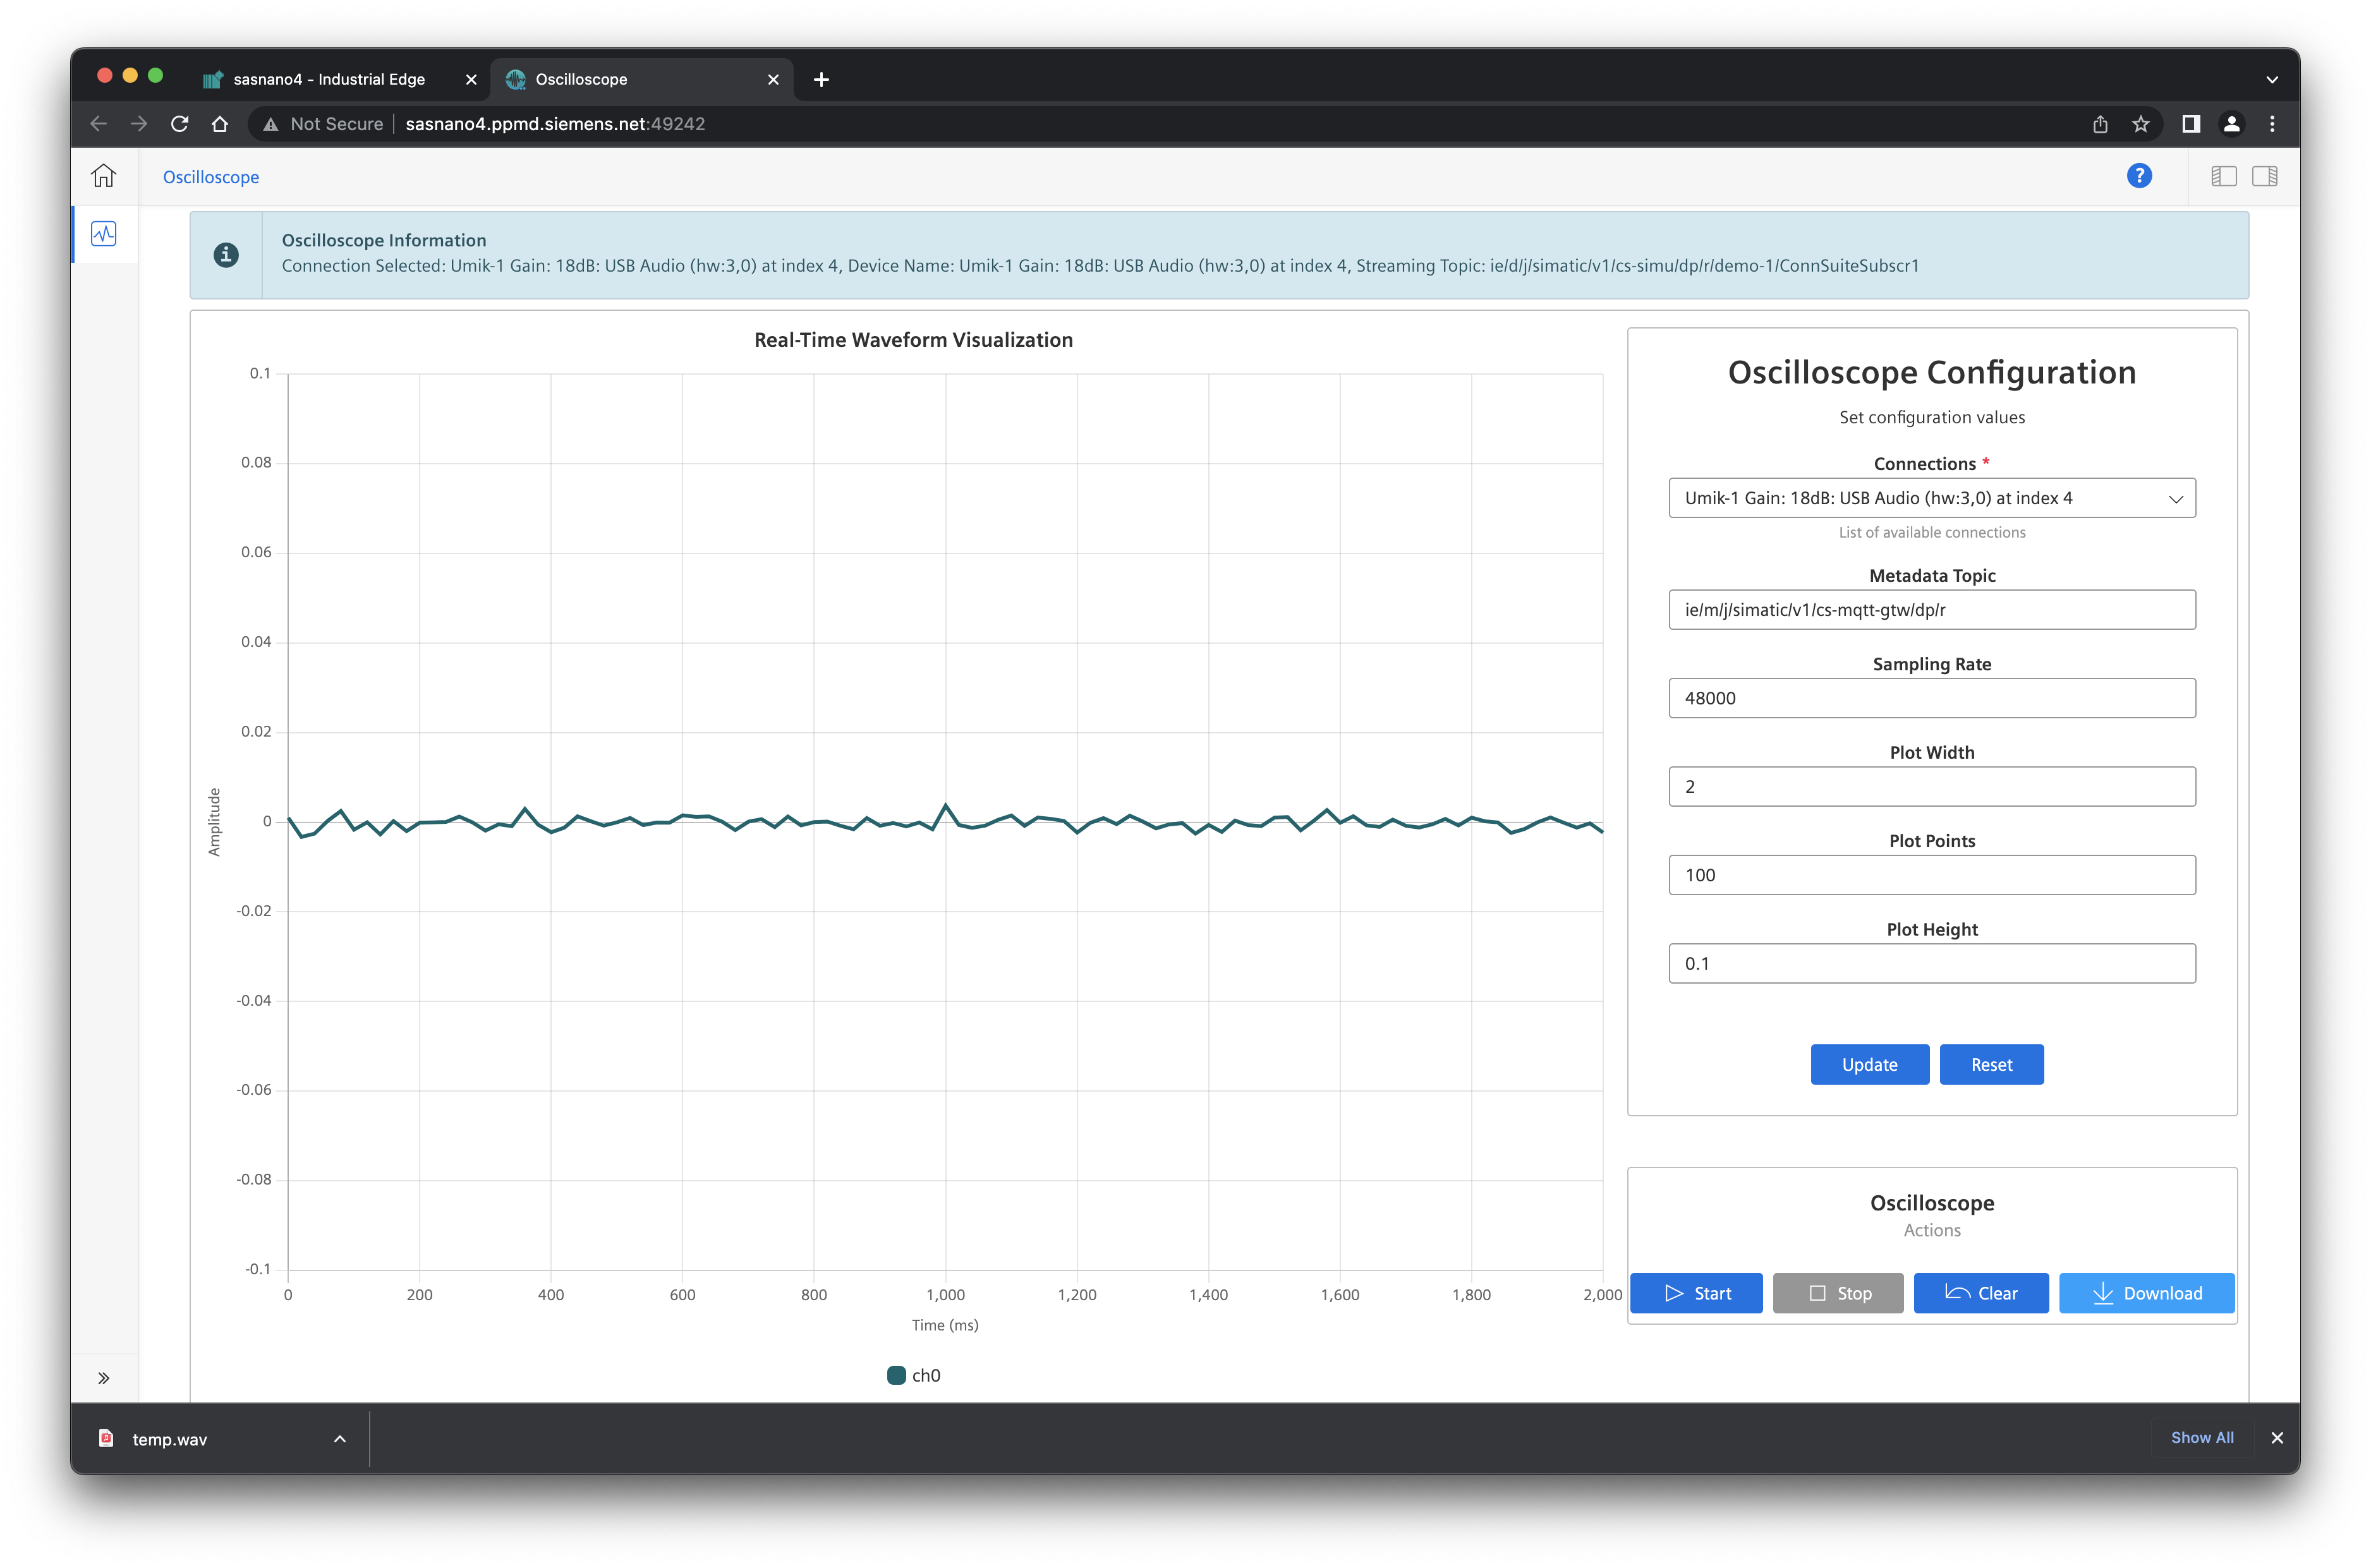 sasnano4 - Industrial Edge
Oscilloscope
Not Secure
sasnano4.ppmd.siemens.net:49242
Oscilloscope
?
Oscilloscope Information
Connection Selected: Umik-1 Gain: 18dB: USB Audio (hw:3,0) at index 4, Device Name: Umik-1 Gain: 18dB: USB Audio (hw:3,0) at index 4, Streaming Topic: ie/d/j/simatic/v1/cs-simu/dp/r/demo-1/ConnSuiteSubscr1
Real-Time Waveform Visualization
0.1
0.08
0.06
0.04
0.02
0
-0.02
-0.04
-0.06
-0.08
-0.1
Amplitude
0 200 400 600 800 1,000 1,200 1,400 1,600 1,800 2,000
Time (ms)
ch0
Oscilloscope Configuration
Set configuration values
Connections *
Umik-1 Gain: 18dB: USB Audio (hw:3,0) at index 4
List of available connections
Metadata Topic
ie/m/j/simatic/v1/cs-mqtt-gtw/dp/r
Sampling Rate
48000
Plot Width
2
Plot Points
100
Plot Height
0.1
Update Reset
Oscilloscope
Actions
Start Stop Clear Download
temp.wav
Show All